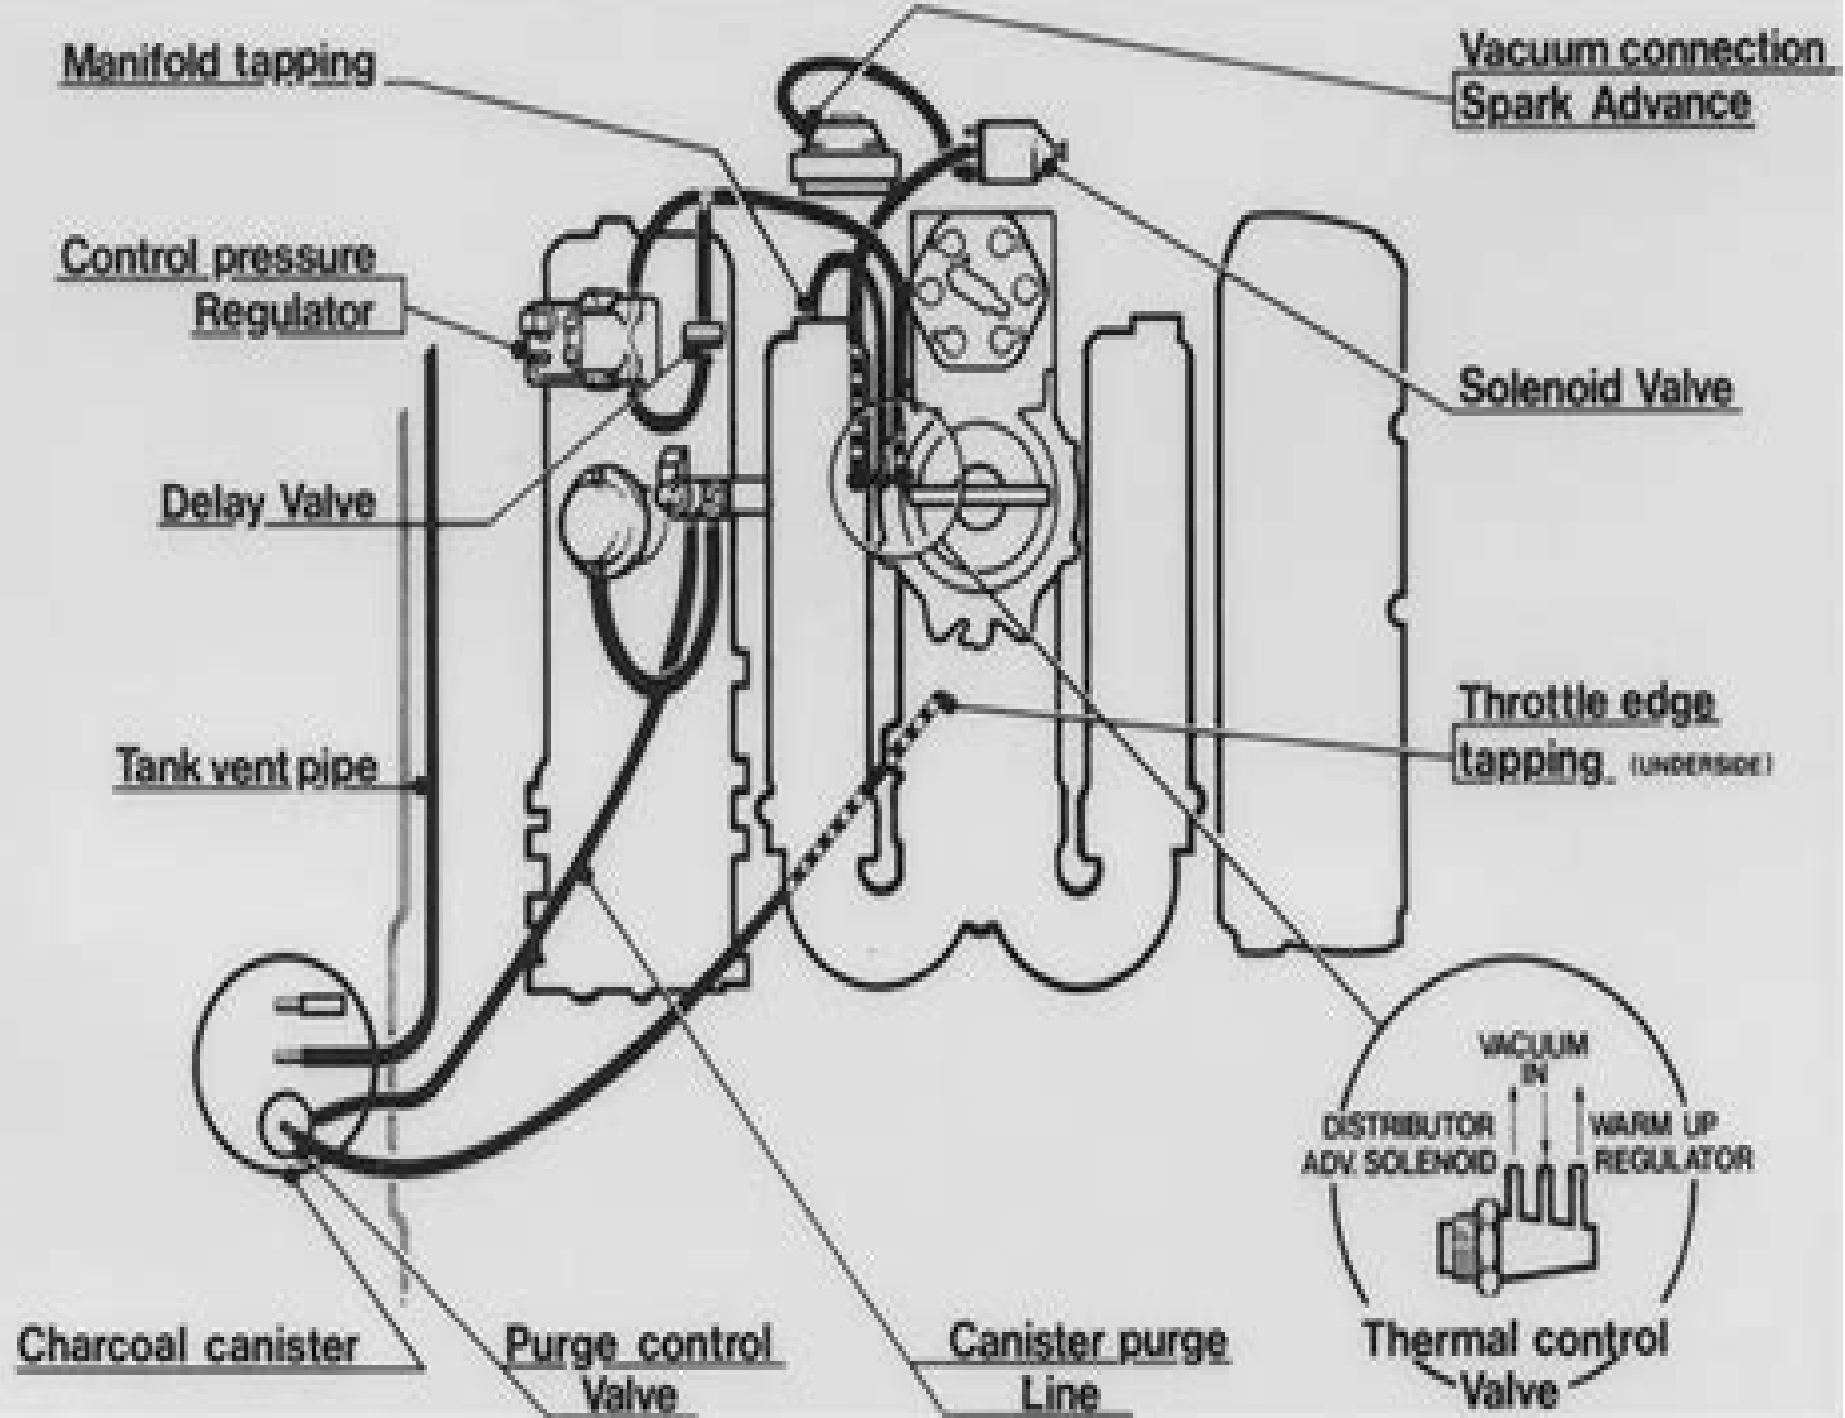 Manifold tapping
Vacuum connection
Spark Advance
Control pressure
Regulator
Solenoid Valve
Delay Valve
Throttle edge
tapping (UNDERSIDE)
Tank vent pipe
VACUUM
IN
DISTRIBUTOR
ADV. SOLENOID
WARM UP
REGULATOR
Thermal control
Valve
Charcoal canister
Purge control
Valve
Canister purge
Line